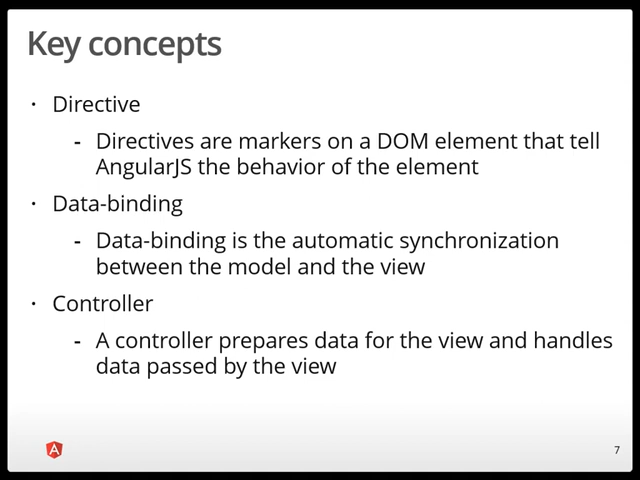 Key concepts
· Directive
- Directives are markers on a DOM element that tell
AngularJS the behavior of the element
· Data-binding
- Data-binding is the automatic synchronization
between the model and the view
· Controller
- A controller prepares data for the view and handles
data passed by the view
A
7